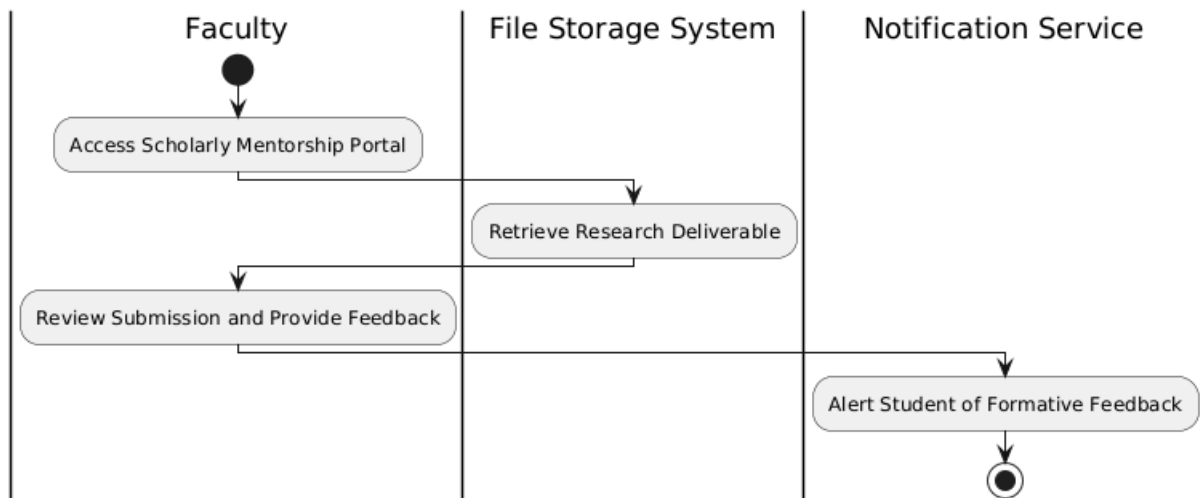 Faculty
File Storage System
Notification Service
Access Scholarly Mentorship Portal
Retrieve Research Deliverable
Review Submission and Provide Feedback
Alert Student of Formative Feedback